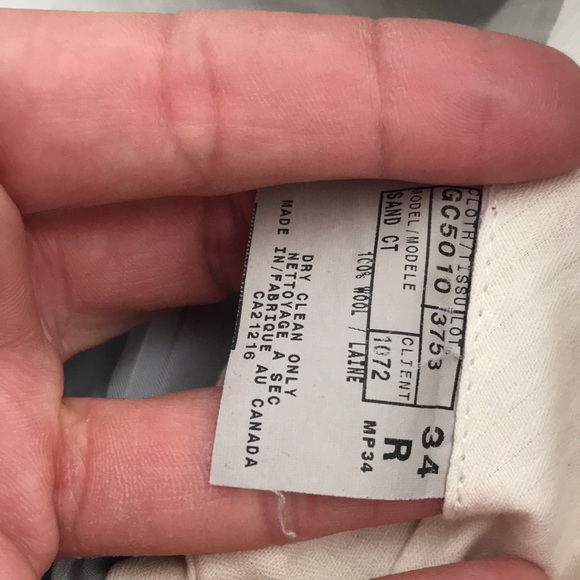 CLOTH/TISSU LOT
GC5010 3753 34
MODEL/MODELE CLIENT R
SAND CT 1072 MP34
100% WOOL / LAINE
DRY CLEAN ONLY
NETTOYAGE A SEC
MADE IN/FABRIQUE AU CANADA
CA21216